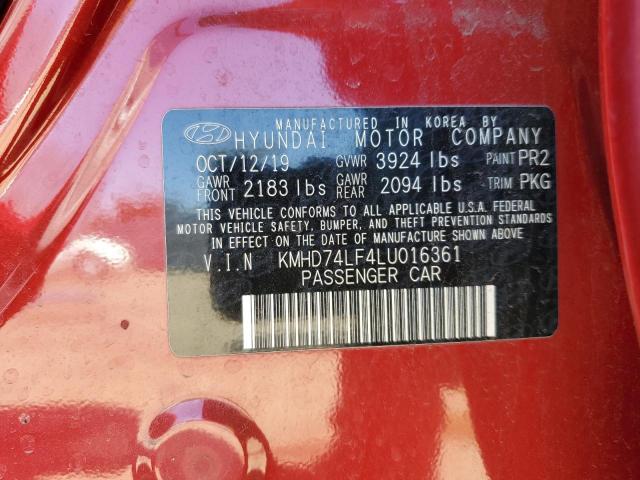 MANUFACTURED IN KOREA BY
HYUNDAI MOTOR COMPANY
OCT/12/19 GVWR 3924 lbs PAINT PR2
GAWR FRONT 2183 lbs GAWR REAR 2094 lbs TRIM PKG
THIS VEHICLE CONFORMS TO ALL APPLICABLE U.S.A. FEDERAL
MOTOR VEHICLE SAFETY, BUMPER, AND THEFT PREVENTION STANDARDS
IN EFFECT ON THE DATE OF MANUFACTURE SHOWN ABOVE
V.I.N KMHD74LF4LU016361
PASSENGER CAR